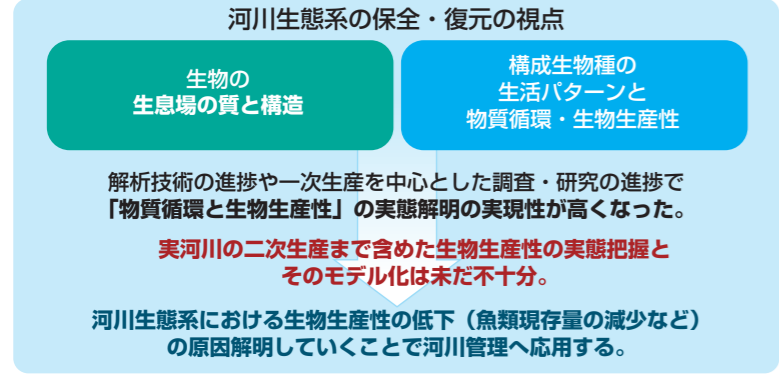 河川生態系の保全・復元の視点
生物の
生息場の質と構造
構成生物種の
生活パターンと
物質循環・生物生産性
解析技術の進捗や一次生産を中心とした調査・研究の進捗で
「物質循環と生物生産性」の実態解明の実現性が高くなった。
実河川の二次生産まで含めた生物生産性の実態把握と
そのモデル化は未だ不十分。
河川生態系における生物生産性の低下（魚類現存量の減少など）
の原因解明していくことで河川管理へ応用する。